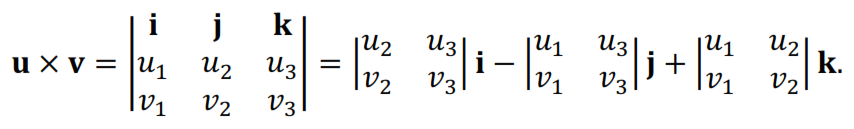 𝐮 × 𝐯 = |𝐢 𝐣 𝐤; u₁ u₂ u₃; v₁ v₂ v₃| = |u₂ u₃; v₂ v₃| 𝐢 − |u₁ u₃; v₁ v₃| 𝐣 + |u₁ u₂; v₁ v₂| 𝐤.